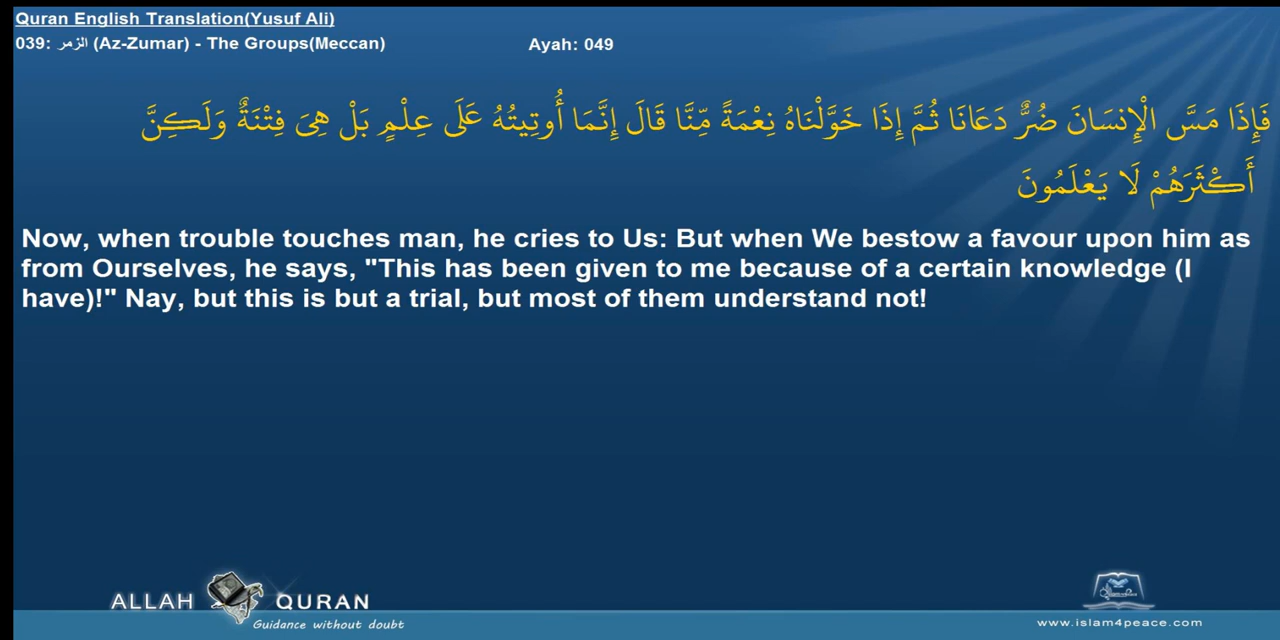 Quran English Translation(Yusuf Ali)
039: الزمر (Az-Zumar) - The Groups(Meccan) Ayah: 049
فَإِذَا مَسَّ الْإِنسَانَ ضُرٌّ دَعَانَا ثُمَّ إِذَا خَوَّلْنَاهُ نِعْمَةً مِّنَّا قَالَ إِنَّمَا أُوتِيتُهُ عَلَى عِلْمٍ بَلْ هِيَ فِتْنَةٌ وَلَكِنَّ
أَكْثَرَهُمْ لَا يَعْلَمُونَ
Now, when trouble touches man, he cries to Us: But when We bestow a favour upon him as
from Ourselves, he says, "This has been given to me because of a certain knowledge (I
have)!" Nay, but this is but a trial, but most of them understand not!
ALLAH QURAN
Guidance without doubt
www.islam4peace.com